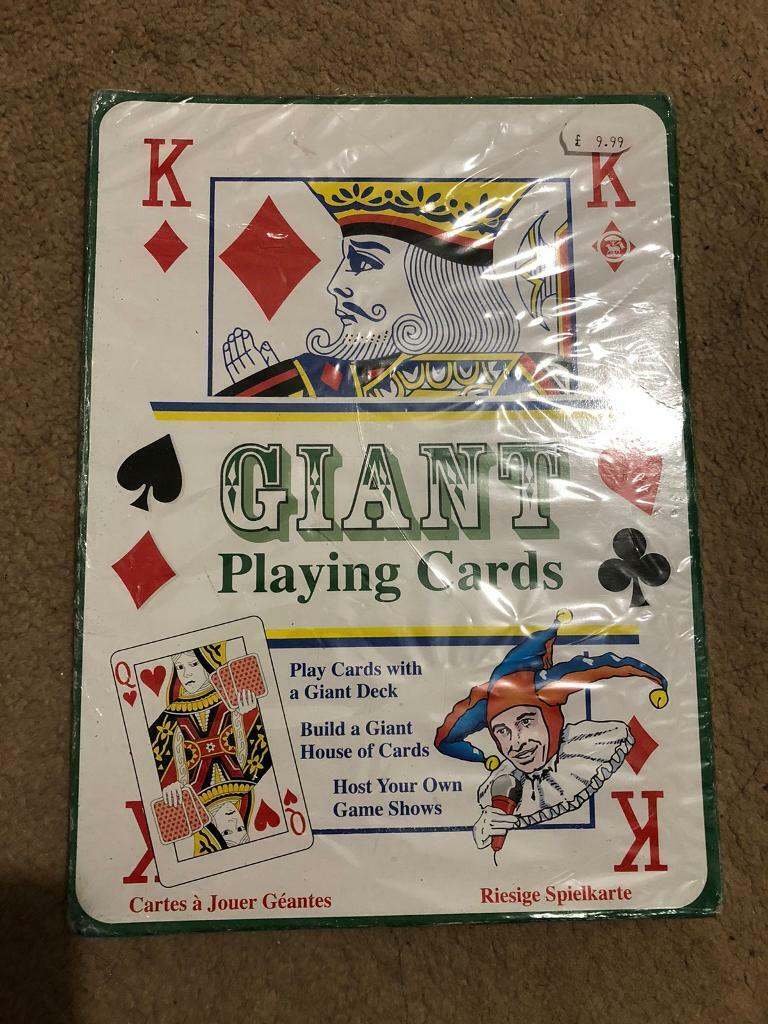 £ 9.99
K
K
GIANT
Playing Cards
Play Cards with
a Giant Deck
Q
Build a Giant
House of Cards
Host Your Own
Game Shows
Q
K
K
Cartes à Jouer Géantes
Riesige Spielkarte